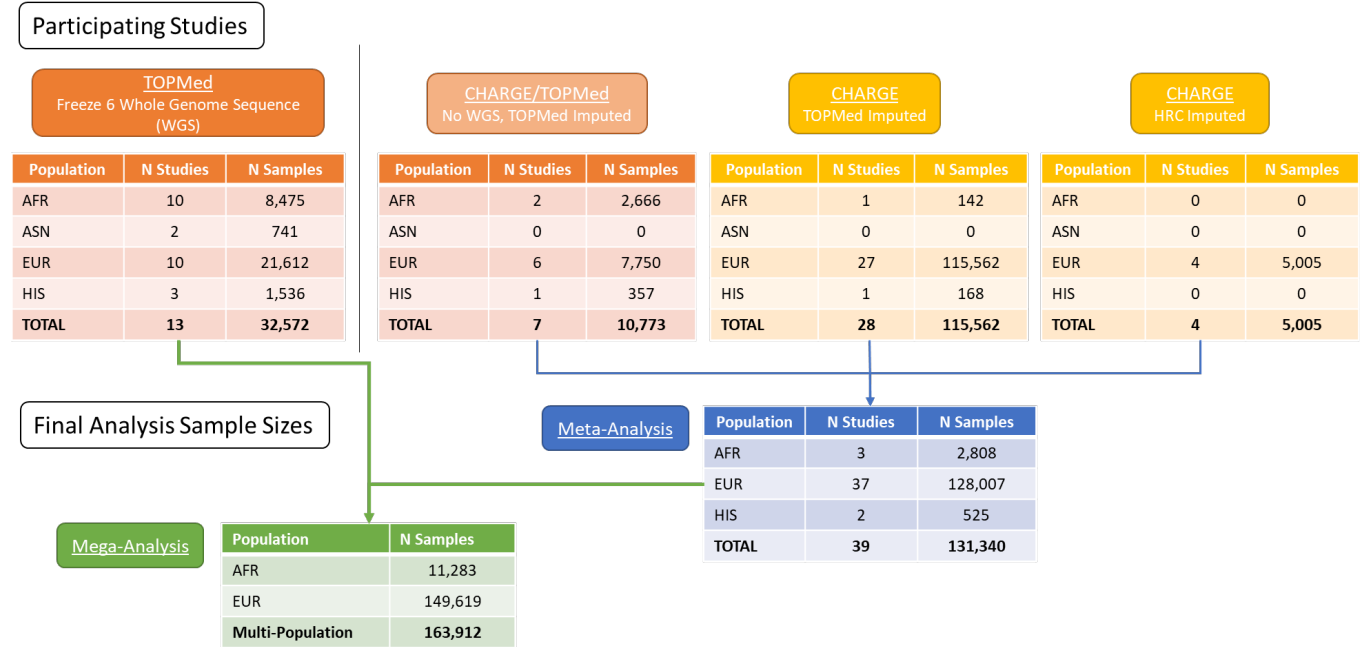 Participating Studies
TOPMed
Freeze 6 Whole Genome Sequence
(WGS)
CHARGE/TOPMed
No WGS, TOPMed Imputed
CHARGE
TOPMed Imputed
CHARGE
HRC Imputed
Population N Studies N Samples
AFR 10 8,475
ASN 2 741
EUR 10 21,612
HIS 3 1,536
TOTAL 13 32,572
Population N Studies N Samples
AFR 2 2,666
ASN 0 0
EUR 6 7,750
HIS 1 357
TOTAL 7 10,773
Population N Studies N Samples
AFR 1 142
ASN 0 0
EUR 27 115,562
HIS 1 168
TOTAL 28 115,562
Population N Studies N Samples
AFR 0 0
ASN 0 0
EUR 4 5,005
HIS 0 0
TOTAL 4 5,005
Final Analysis Sample Sizes
Meta-Analysis
Population N Studies N Samples
AFR 3 2,808
EUR 37 128,007
HIS 2 525
TOTAL 39 131,340
Mega-Analysis
Population N Samples
AFR 11,283
EUR 149,619
Multi-Population 163,912